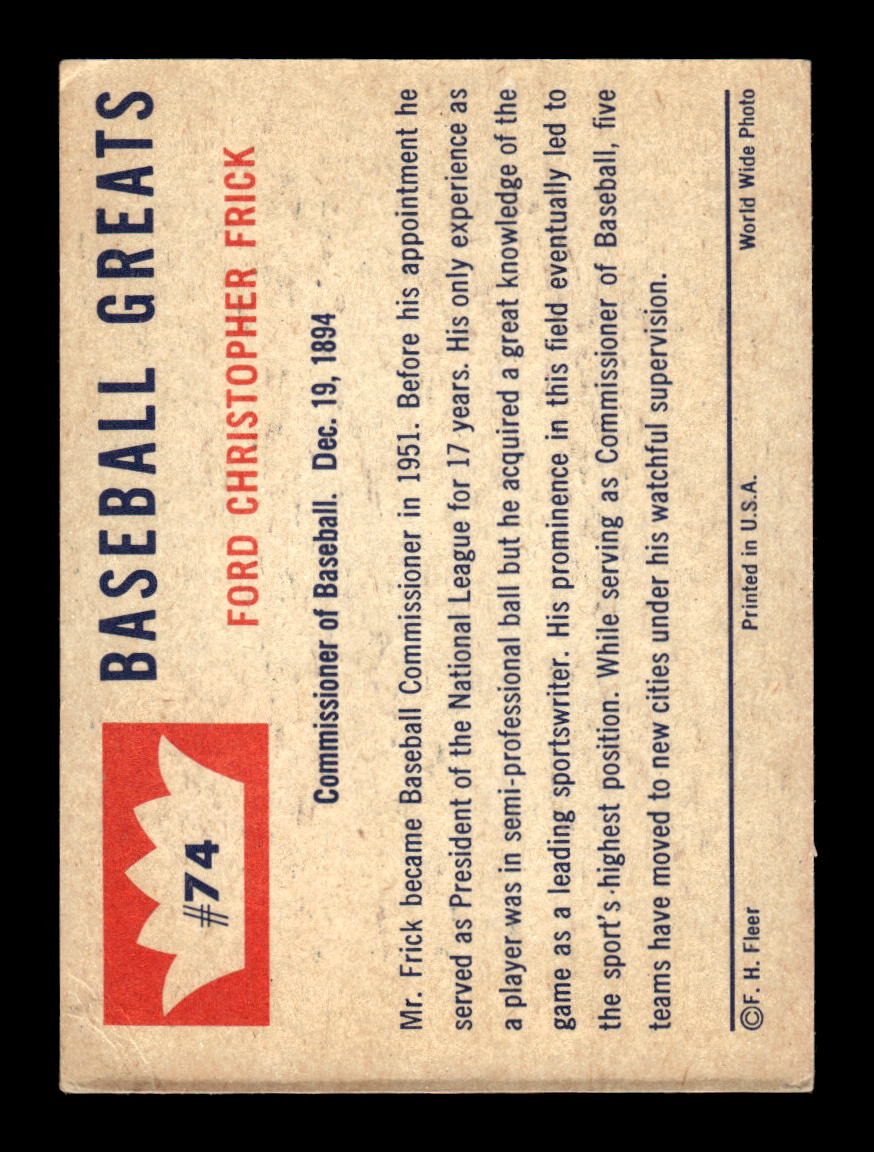 #74
BASEBALL GREATS
FORD CHRISTOPHER FRICK
Commissioner of Baseball. Dec. 19, 1894
Mr. Frick became Baseball Commissioner in 1951. Before his appointment he
served as President of the National League for 17 years. His only experience as
a player was in semi-professional ball but he acquired a great knowledge of the
game as a leading sportswriter. His prominence in this field eventually led to
the sport's highest position. While serving as Commissioner of Baseball, five
teams have moved to new cities under his watchful supervision.
©F. H. Fleer Printed in U.S.A. World Wide Photo